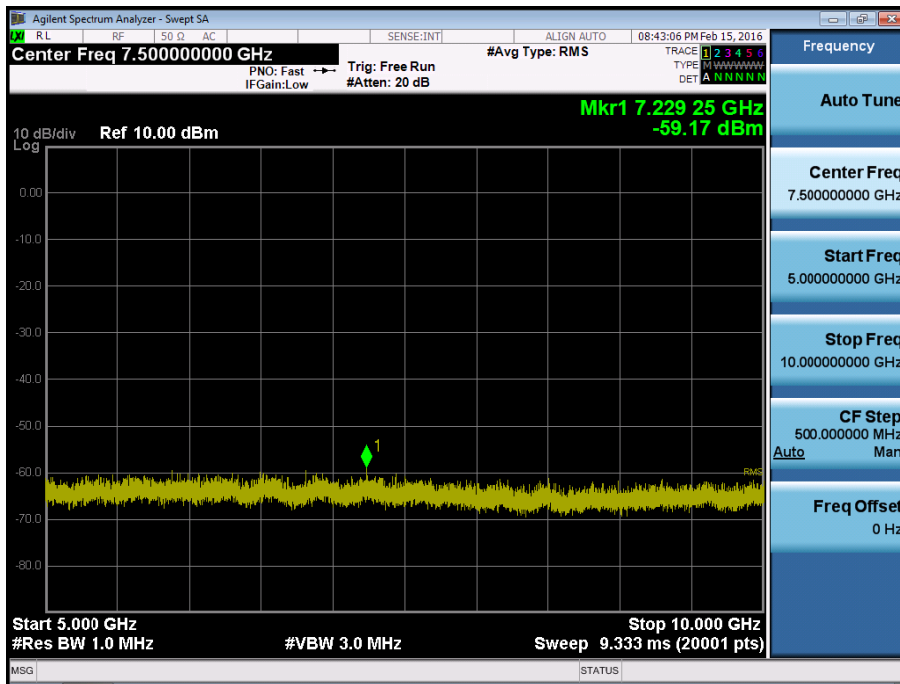 Agilent Spectrum Analyzer - Swept SA
LXI RL RF 50 Ω AC SENSE:INT ALIGN AUTO 08:43:06 PM Feb 15, 2016
Center Freq 7.500000000 GHz
PNO: Fast
IFGain:Low
Trig: Free Run
#Atten: 20 dB
#Avg Type: RMS
TRACE 1 2 3 4 5 6
TYPE M WWWWW
DET A N N N N N
Mkr1 7.229 25 GHz
-59.17 dBm
10 dB/div Ref 10.00 dBm
Log
0.00
-10.0
-20.0
-30.0
-40.0
-50.0
-60.0
-70.0
-80.0
1
RMS
Start 5.000 GHz Stop 10.000 GHz
#Res BW 1.0 MHz #VBW 3.0 MHz Sweep 9.333 ms (20001 pts)
MSG STATUS
Frequency
Auto Tune
Center Freq
7.500000000 GHz
Start Freq
5.000000000 GHz
Stop Freq
10.000000000 GHz
CF Step
500.000000 MHz
Auto Man
Freq Offset
0 Hz